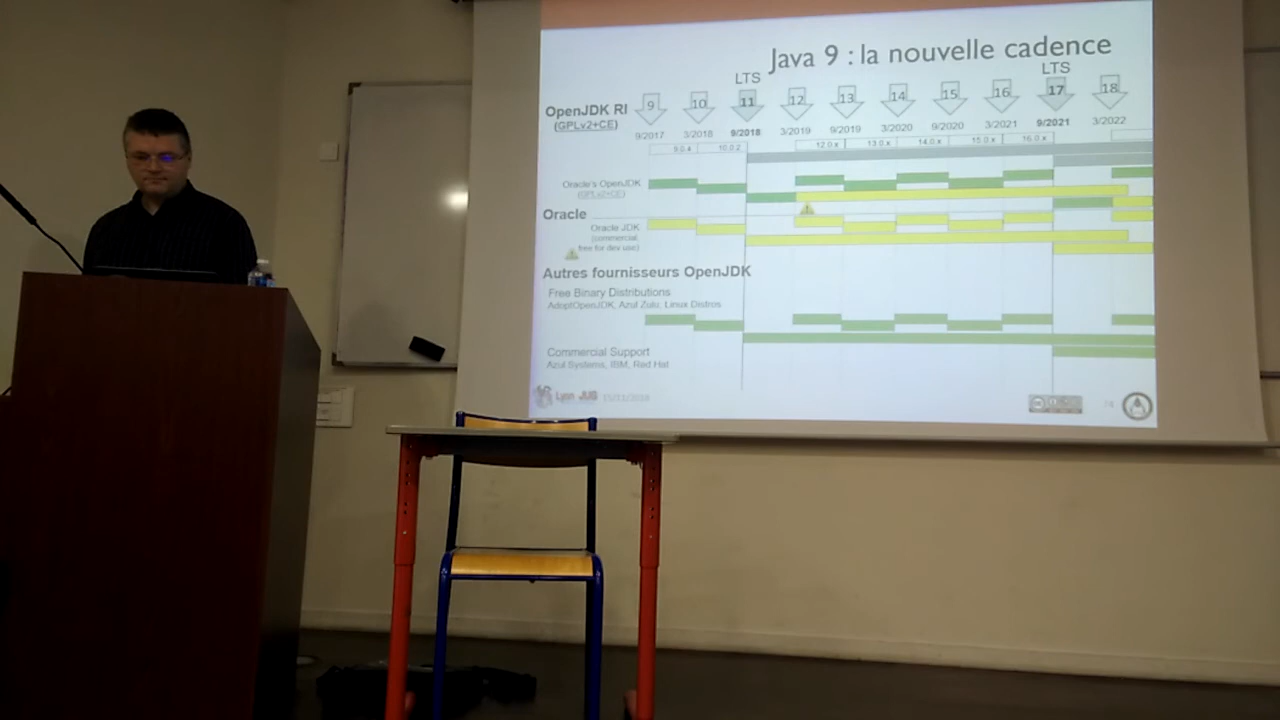 Java 9 : la nouvelle cadence
LTS LTS
OpenJDK RI 9 10 11 12 13 14 15 16 17 18
(GPLv2+CE) 9/2017 3/2018 9/2018 3/2019 9/2019 3/2020 9/2020 3/2021 9/2021 3/2022
9.0.4 10.0.2 12.0.x 13.0.x 14.0.x 15.0.x 16.0.x
Oracle's OpenJDK
(GPLv2+CE)
Oracle
Oracle JDK
(commercial,
free for dev use)
Autres fournisseurs OpenJDK
Free Binary Distributions
AdoptOpenJDK, Azul Zulu, Linux Distros
Commercial Support
Azul Systems, IBM, Red Hat
Lyon JUG